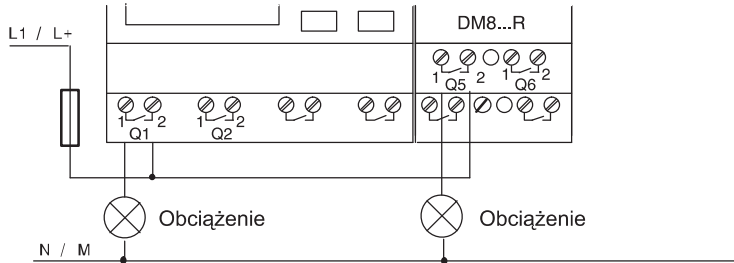 L1 / L+
DM8...R
1 2 1 2
Q5 Q6
1 2 1 2
Q1 Q2
Obciążenie Obciążenie
N / M